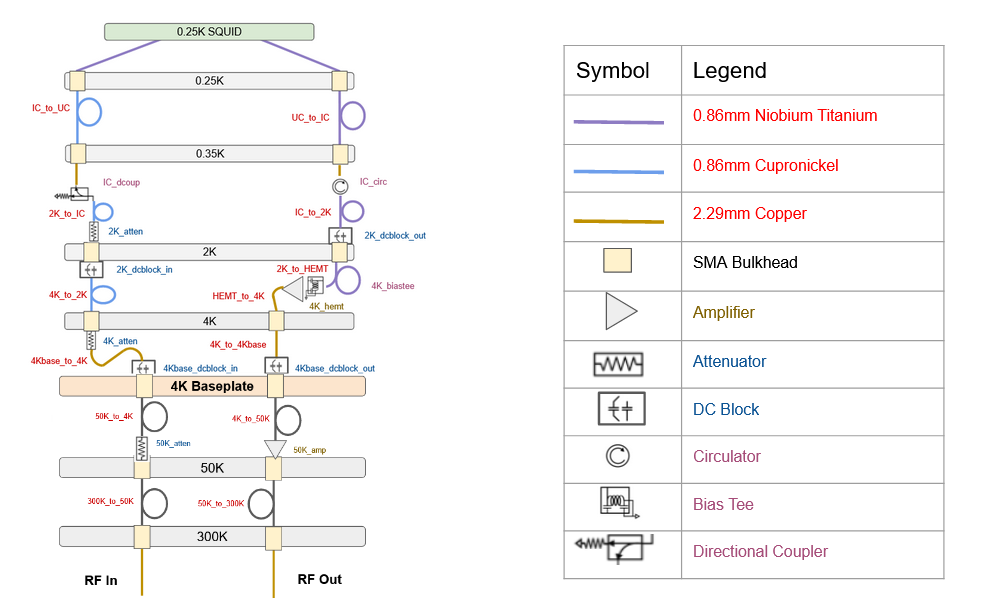 0.25K SQUID
0.25K
IC_to_UC
UC_to_IC
0.35K
IC_dcoup
IC_circ
2K_to_IC
IC_to_2K
2K_atten
2K_dcblock_out
2K
2K_dcblock_in
2K_to_HEMT
4K_biastee
4K_to_2K
HEMT_to_4K
4K_hemt
4K
4K_atten
4K_to_4Kbase
4Kbase_to_4K
4Kbase_dcblock_in
4Kbase_dcblock_out
4K Baseplate
50K_to_4K
4K_to_50K
50K_atten
50K_amp
50K
300K_to_50K
50K_to_300K
300K
RF In
RF Out
Symbol Legend
0.86mm Niobium Titanium
0.86mm Cupronickel
2.29mm Copper
SMA Bulkhead
Amplifier
Attenuator
DC Block
Circulator
Bias Tee
Directional Coupler